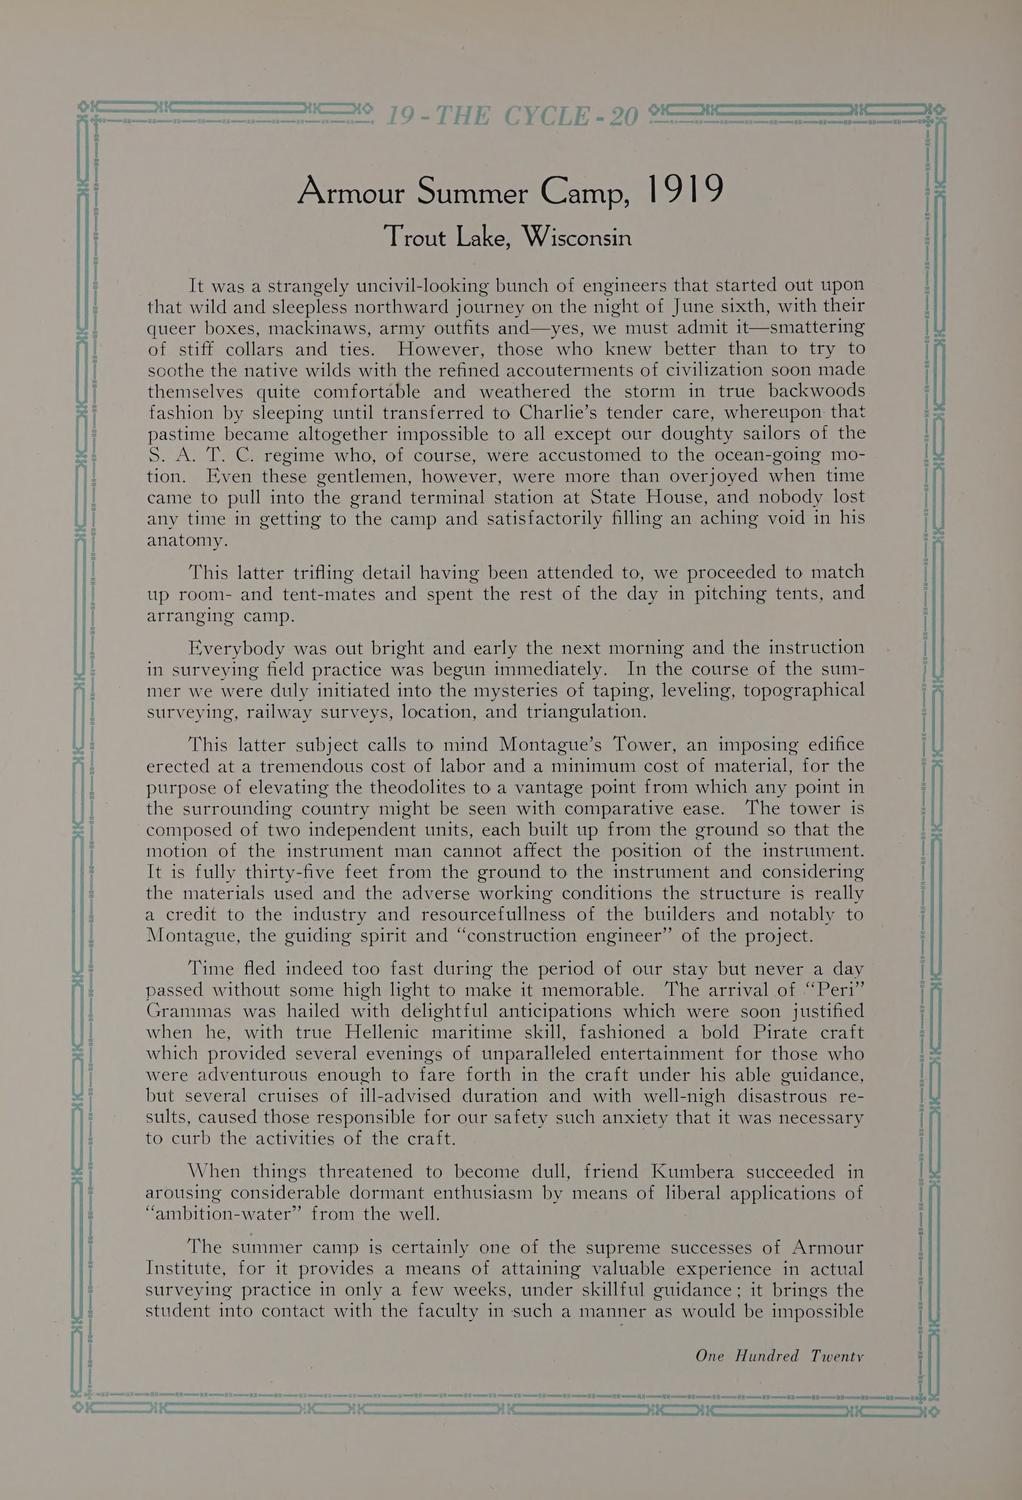 19-THE CYCLE-20
Armour Summer Camp, 1919
Trout Lake, Wisconsin
It was a strangely uncivil-looking bunch of engineers that started out upon
that wild and sleepless northward journey on the night of June sixth, with their
queer boxes, mackinaws, army outfits and—yes, we must admit it—smattering
of stiff collars and ties. However, those who knew better than to try to
soothe the native wilds with the refined accouterments of civilization soon made
themselves quite comfortable and weathered the storm in true backwoods
fashion by sleeping until transferred to Charlie's tender care, whereupon that
pastime became altogether impossible to all except our doughty sailors of the
S. A. T. C. regime who, of course, were accustomed to the ocean-going mo-
tion. Even these gentlemen, however, were more than overjoyed when time
came to pull into the grand terminal station at State House, and nobody lost
any time in getting to the camp and satisfactorily filling an aching void in his
anatomy.
This latter trifling detail having been attended to, we proceeded to match
up room- and tent-mates and spent the rest of the day in pitching tents, and
arranging camp.
Everybody was out bright and early the next morning and the instruction
in surveying field practice was begun immediately. In the course of the sum-
mer we were duly initiated into the mysteries of taping, leveling, topographical
surveying, railway surveys, location, and triangulation.
This latter subject calls to mind Montague's Tower, an imposing edifice
erected at a tremendous cost of labor and a minimum cost of material, for the
purpose of elevating the theodolites to a vantage point from which any point in
the surrounding country might be seen with comparative ease. The tower is
composed of two independent units, each built up from the ground so that the
motion of the instrument man cannot affect the position of the instrument.
It is fully thirty-five feet from the ground to the instrument and considering
the materials used and the adverse working conditions the structure is really
a credit to the industry and resourcefullness of the builders and notably to
Montague, the guiding spirit and "construction engineer" of the project.
Time fled indeed too fast during the period of our stay but never a day
passed without some high light to make it memorable. The arrival of "Peri"
Grammas was hailed with delightful anticipations which were soon justified
when he, with true Hellenic maritime skill, fashioned a bold Pirate craft
which provided several evenings of unparalleled entertainment for those who
were adventurous enough to fare forth in the craft under his able guidance,
but several cruises of ill-advised duration and with well-nigh disastrous re-
sults, caused those responsible for our safety such anxiety that it was necessary
to curb the activities of the craft.
When things threatened to become dull, friend Kumbera succeeded in
arousing considerable dormant enthusiasm by means of liberal applications of
"ambition-water" from the well.
The summer camp is certainly one of the supreme successes of Armour
Institute, for it provides a means of attaining valuable experience in actual
surveying practice in only a few weeks, under skillful guidance; it brings the
student into contact with the faculty in such a manner as would be impossible
One Hundred Twenty